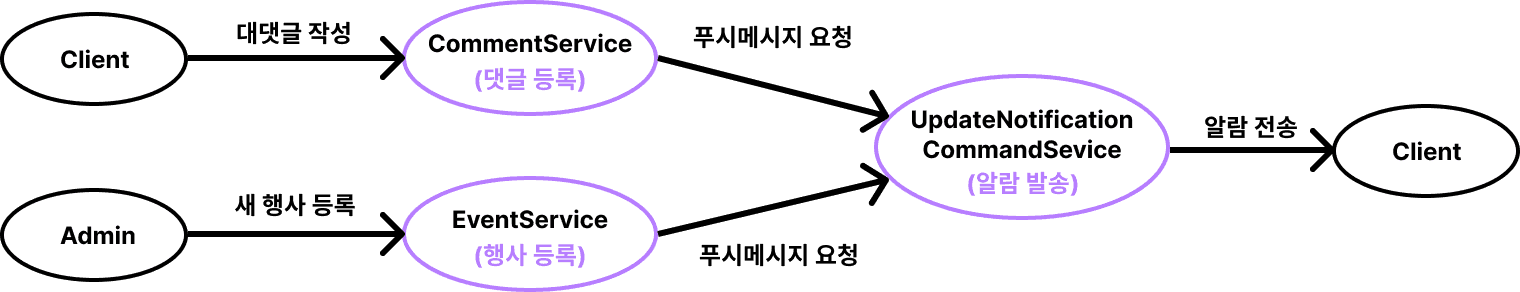 Client
대댓글 작성
CommentService
(댓글 등록)
푸시메시지 요청
Admin
새 행사 등록
EventService
(행사 등록)
푸시메시지 요청
UpdateNotification
CommandSevice
(알람 발송)
알람 전송
Client